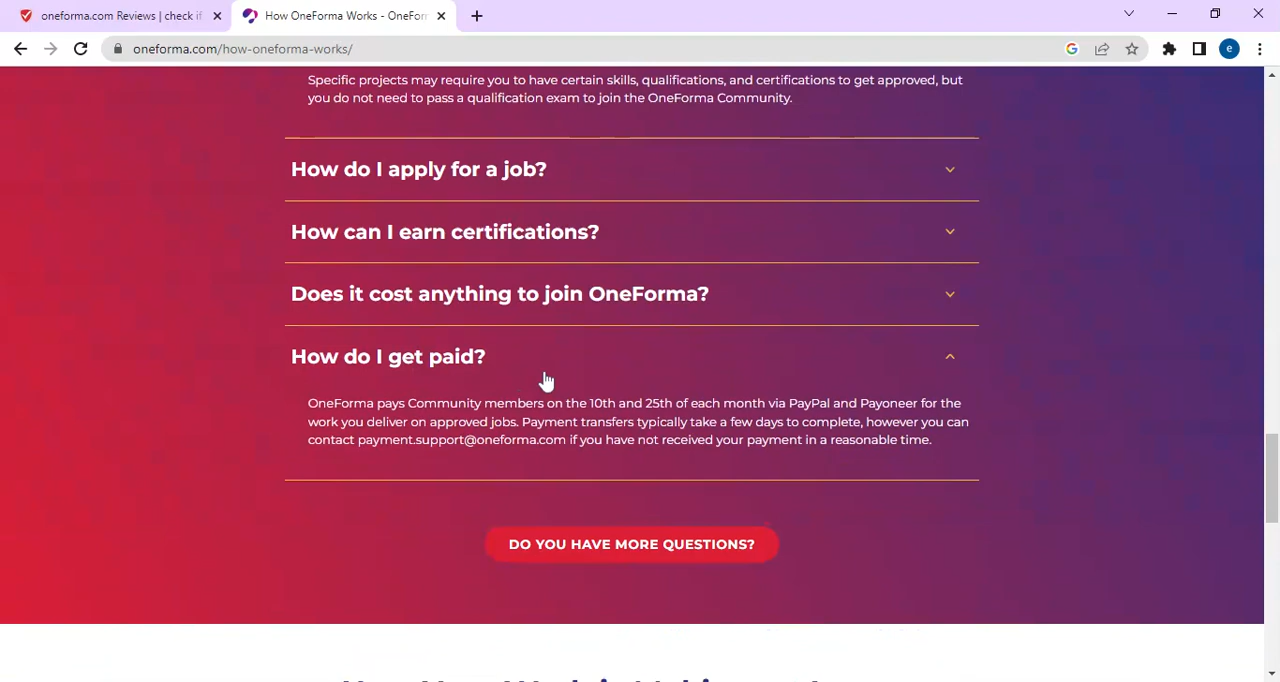 oneforma.com Reviews | check if
How OneForma Works - OneForm
oneforma.com/how-oneforma-works/
e
Specific projects may require you to have certain skills, qualifications, and certifications to get approved, but
you do not need to pass a qualification exam to join the OneForma Community.
How do I apply for a job?
How can I earn certifications?
Does it cost anything to join OneForma?
How do I get paid?
OneForma pays Community members on the 10th and 25th of each month via PayPal and Payoneer for the
work you deliver on approved jobs. Payment transfers typically take a few days to complete, however you can
contact payment.support@oneforma.com if you have not received your payment in a reasonable time.
DO YOU HAVE MORE QUESTIONS?